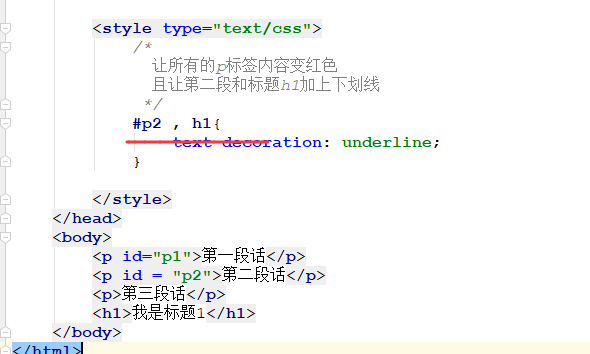 <style type="text/css">
/*
让所有的p标签内容变红色
且让第二段和标题h1加上下划线
*/
#p2 , h1{
text-decoration: underline;
}
</style>
</head>
<body>
<p id="p1">第一段话</p>
<p id = "p2">第二段话</p>
<p>第三段话</p>
<h1>我是标题1</h1>
</body>
</html>